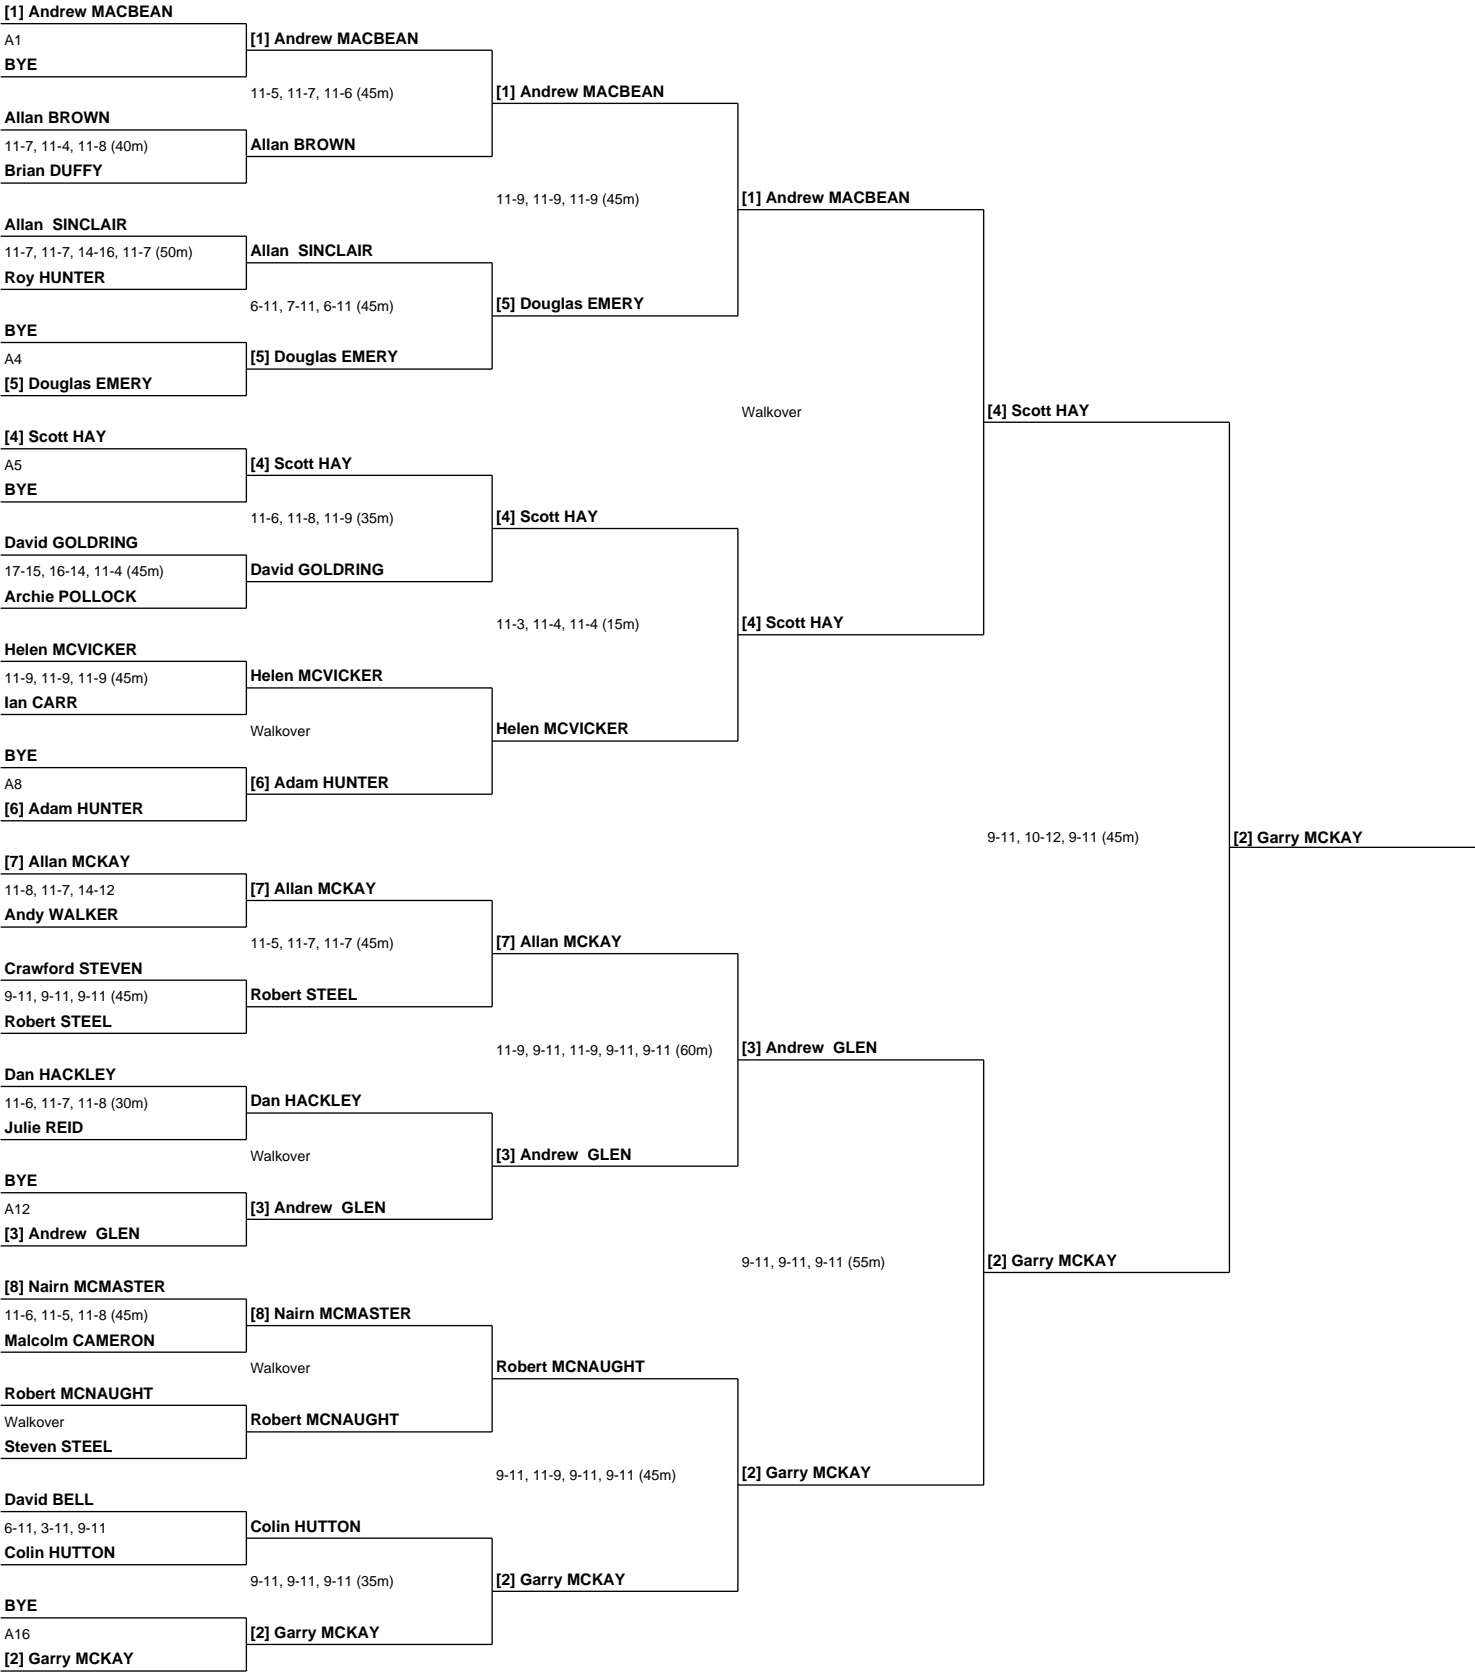 [1] Andrew MACBEAN
A1
BYE
Allan BROWN
11-7, 11-4, 11-8 (40m)
Brian DUFFY
Allan  SINCLAIR
11-7, 11-7, 14-16, 11-7 (50m)
Roy HUNTER
BYE
A4
[5] Douglas EMERY
[4] Scott HAY
A5
BYE
David GOLDRING
17-15, 16-14, 11-4 (45m)
Archie POLLOCK
Helen MCVICKER
11-9, 11-9, 11-9 (45m)
Ian CARR
BYE
A8
[6] Adam HUNTER
[7] Allan MCKAY
11-8, 11-7, 14-12
Andy WALKER
Crawford STEVEN
9-11, 9-11, 9-11 (45m)
Robert STEEL
Dan HACKLEY
11-6, 11-7, 11-8 (30m)
Julie REID
BYE
A12
[3] Andrew  GLEN
[8] Nairn MCMASTER
11-6, 11-5, 11-8 (45m)
Malcolm CAMERON
Robert MCNAUGHT
Walkover
Steven STEEL
David BELL
6-11, 3-11, 9-11
Colin HUTTON
BYE
A16
[2] Garry MCKAY
[1] Andrew MACBEAN
11-5, 11-7, 11-6 (45m)
Allan BROWN
Allan  SINCLAIR
6-11, 7-11, 6-11 (45m)
[5] Douglas EMERY
[4] Scott HAY
11-6, 11-8, 11-9 (35m)
David GOLDRING
Helen MCVICKER
Walkover
[6] Adam HUNTER
[7] Allan MCKAY
11-5, 11-7, 11-7 (45m)
Robert STEEL
Dan HACKLEY
Walkover
[3] Andrew  GLEN
[8] Nairn MCMASTER
Walkover
Robert MCNAUGHT
Colin HUTTON
9-11, 9-11, 9-11 (35m)
[2] Garry MCKAY
[1] Andrew MACBEAN
11-9, 11-9, 11-9 (45m)
[5] Douglas EMERY
[4] Scott HAY
11-3, 11-4, 11-4 (15m)
Helen MCVICKER
[7] Allan MCKAY
11-9, 9-11, 11-9, 9-11, 9-11 (60m)
[3] Andrew  GLEN
Robert MCNAUGHT
9-11, 11-9, 9-11, 9-11 (45m)
[2] Garry MCKAY
[1] Andrew MACBEAN
Walkover
[4] Scott HAY
[3] Andrew  GLEN
9-11, 9-11, 9-11 (55m)
[2] Garry MCKAY
[4] Scott HAY
9-11, 10-12, 9-11 (45m)
[2] Garry MCKAY
[2] Garry MCKAY